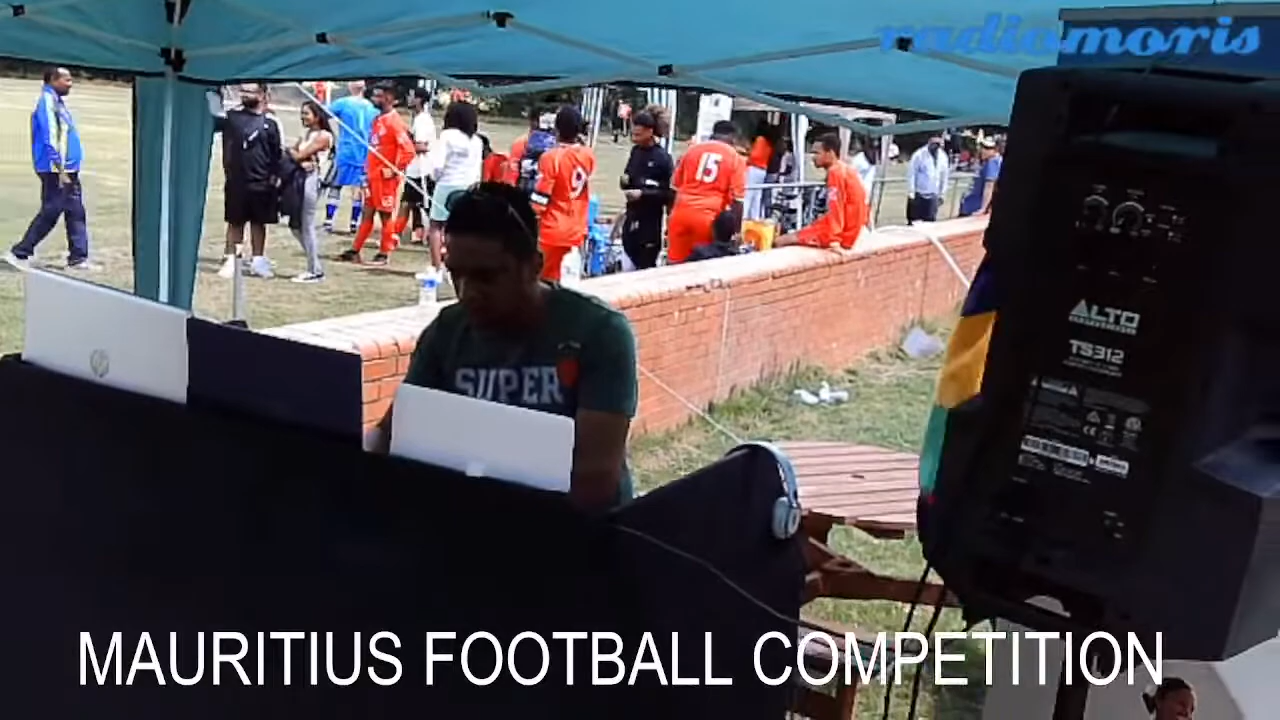 radiomoris
15
9
ALTO
TS312
SUPER
MAURITIUS FOOTBALL COMPETITION